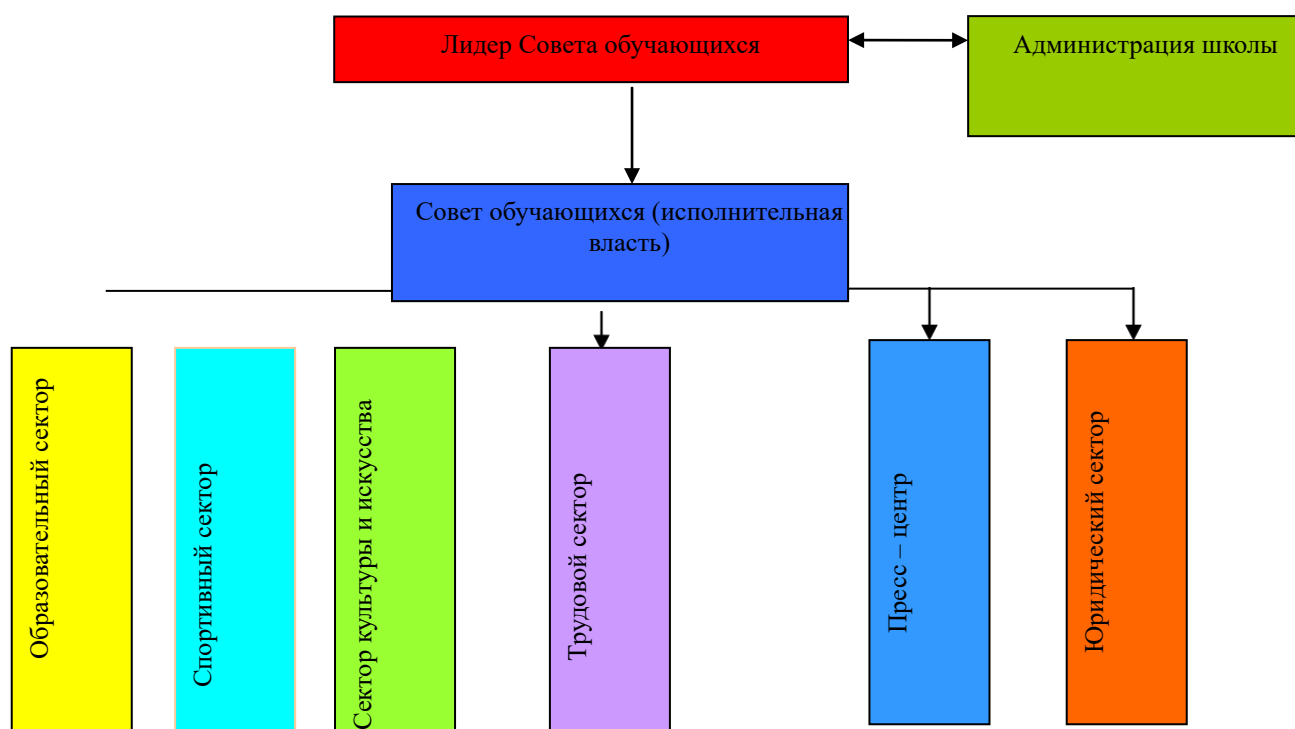 Лидер Совета обучающихся
Администрация школы
Совет обучающихся (исполнительная
власть)
Образовательный сектор
Спортивный сектор
Сектор культуры и искусства
Трудовой сектор
Пресс – центр
Юридический сектор